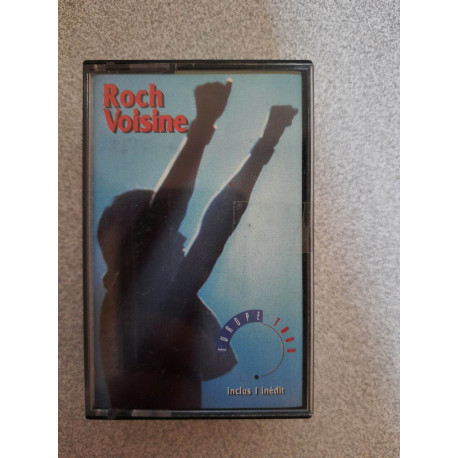 Roch
Voisine
EUROPE TOUR
inclus 1 inédit